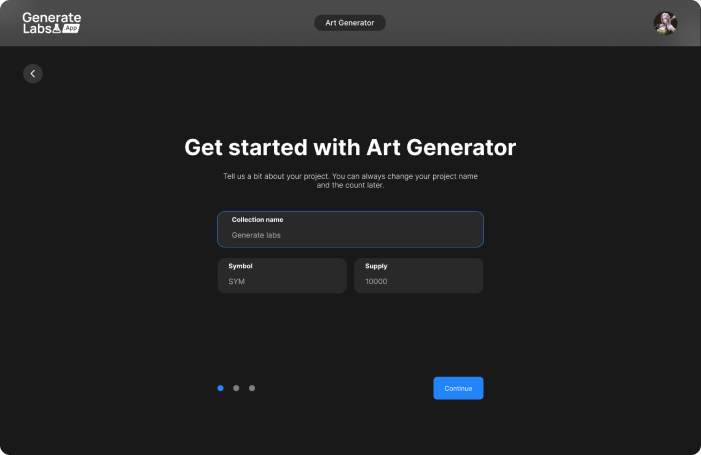 Generate
Labs App
Art Generator
Get started with Art Generator
Tell us a bit about your project. You can always change your project name
and the count later.
Collection name
Generate labs
Symbol
SYM
Supply
10000
Continue